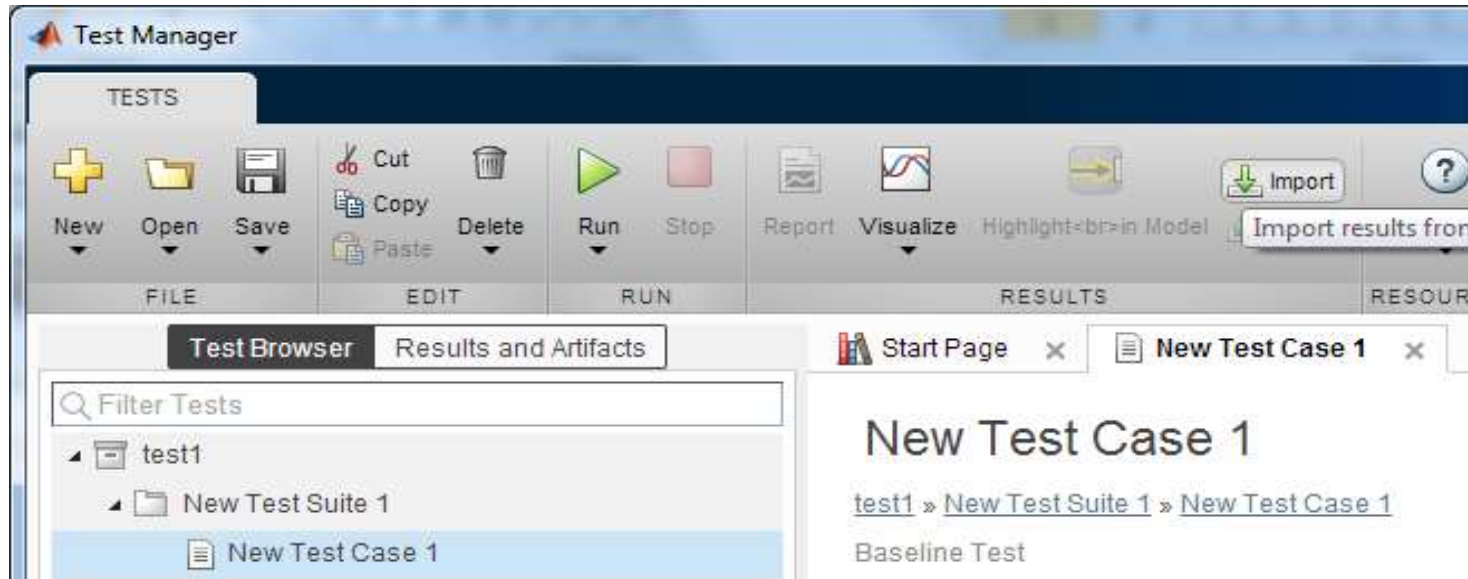 Test Manager
TESTS
New
Open
Save
Cut
Copy
Paste
Delete
Run
Stop
Report
Visualize
Highlight<br>in Model
Import
Import results from
FILE
EDIT
RUN
RESULTS
RESOUR
Test Browser
Results and Artifacts
Start Page
New Test Case 1
Filter Tests
test1
New Test Suite 1
New Test Case 1
New Test Case 1
test1 » New Test Suite 1 » New Test Case 1
Baseline Test